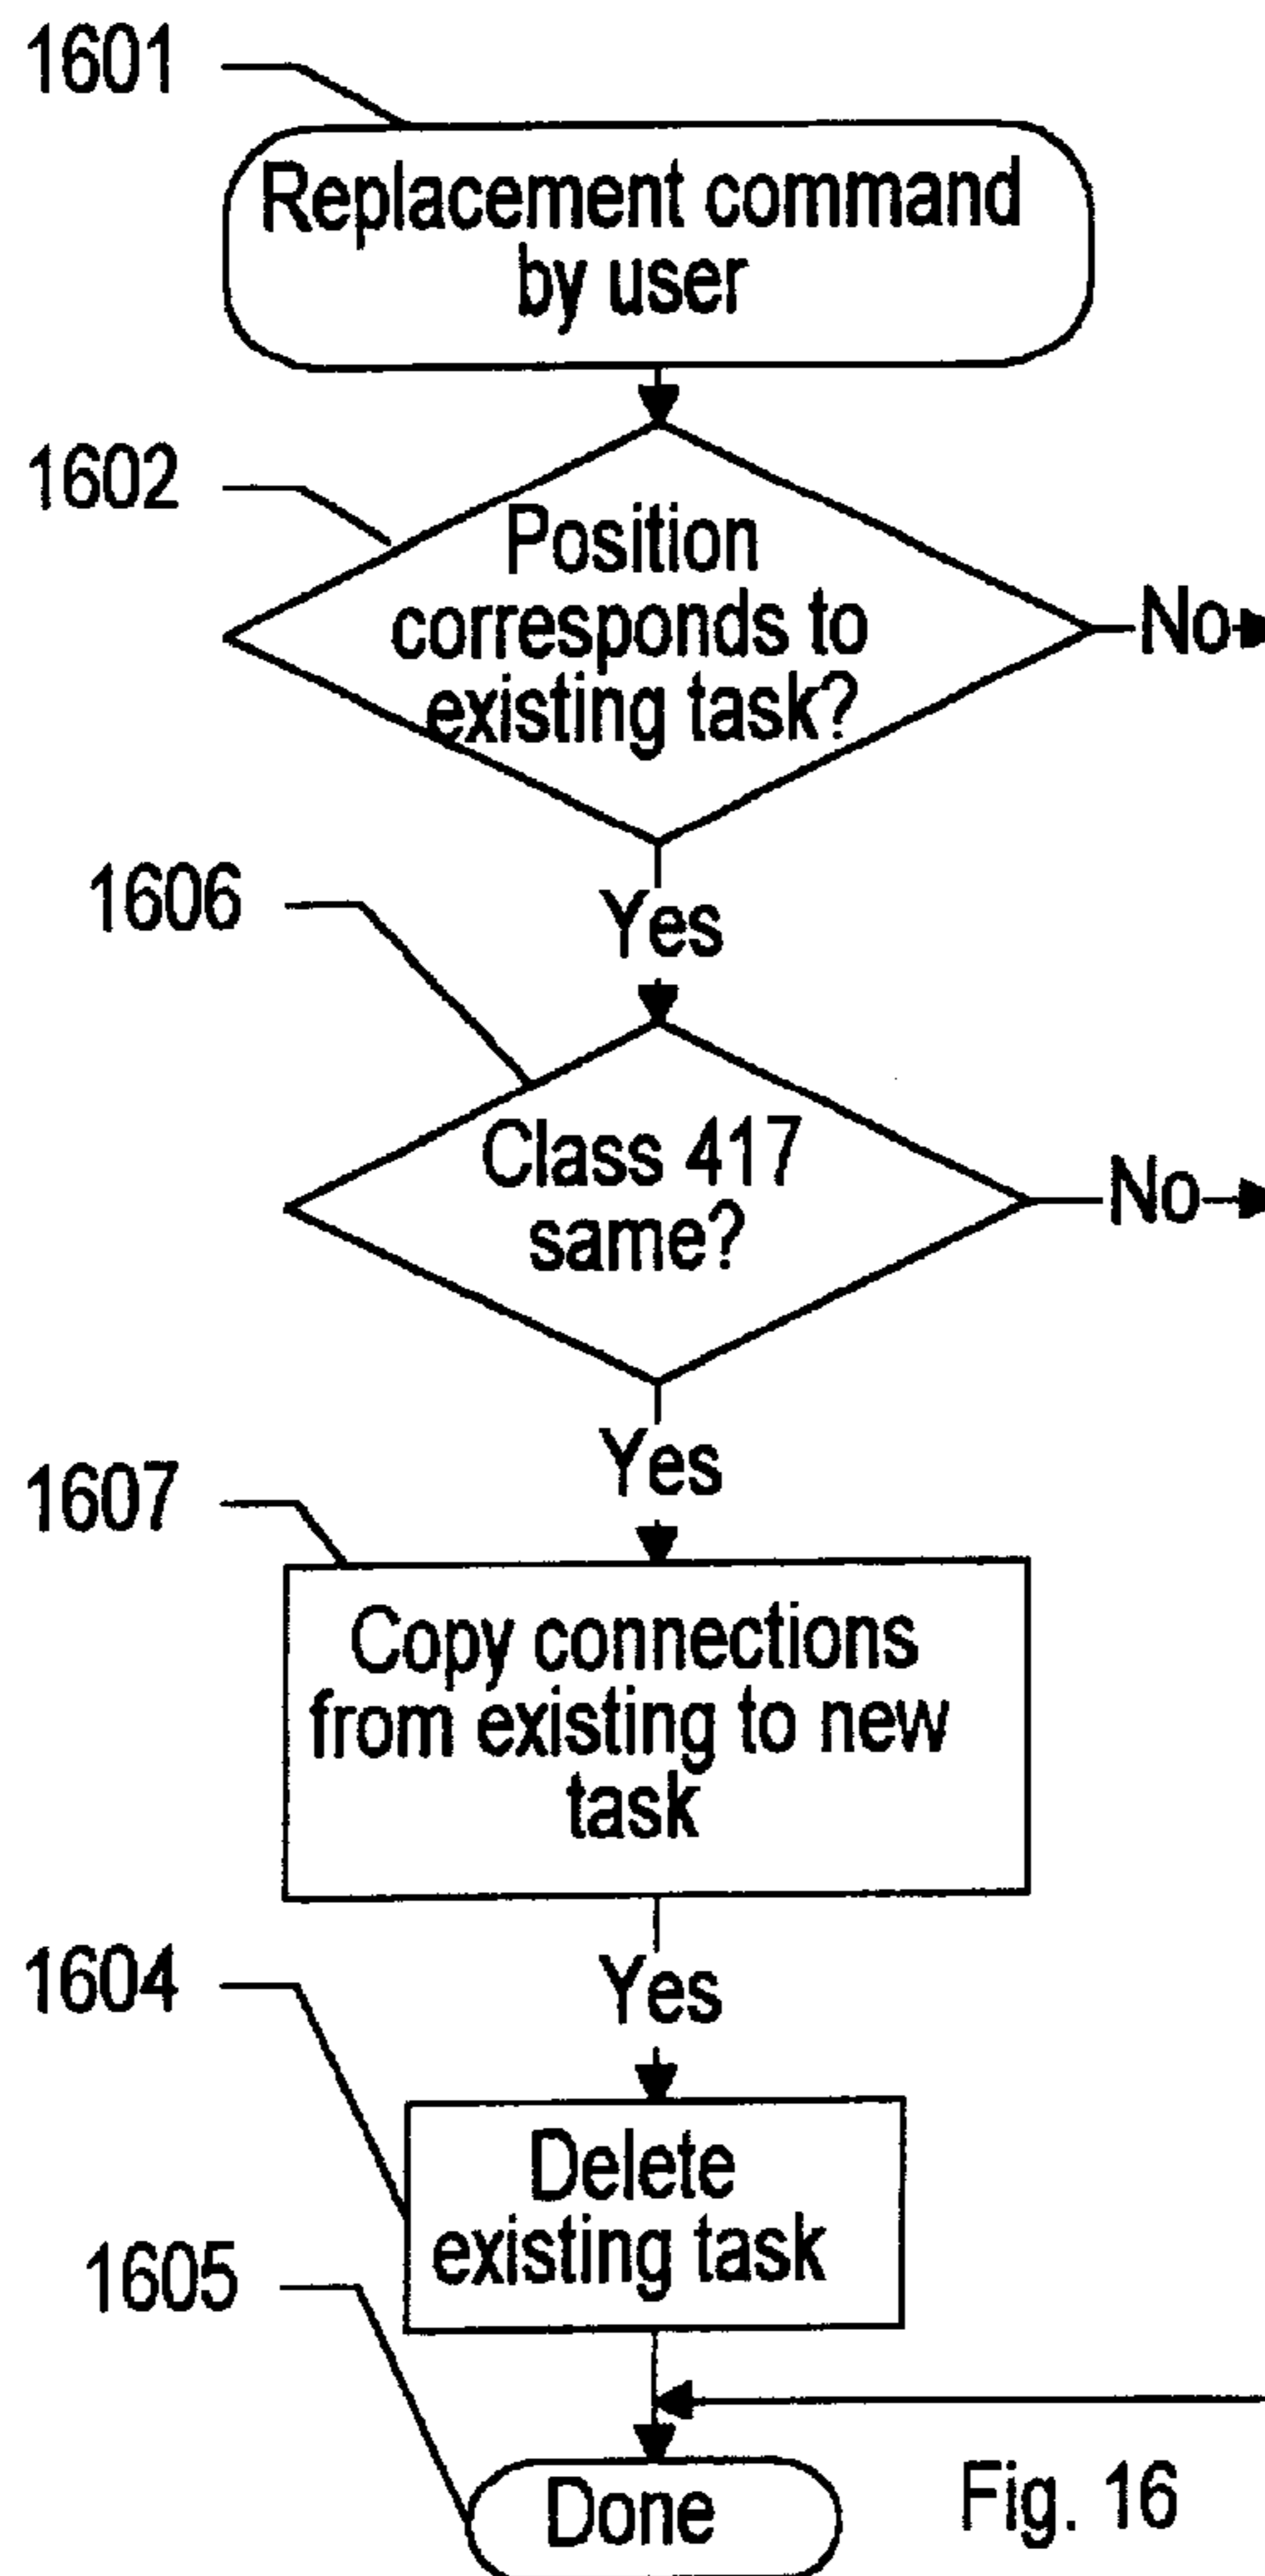 1601
Replacement command
by user
1602
Position
corresponds to
existing task?
No
Yes
1606
Class 417
same?
No
Yes
1607
Copy connections
from existing to new
task
Yes
1604
Delete
existing task
1605
Done
Fig. 16